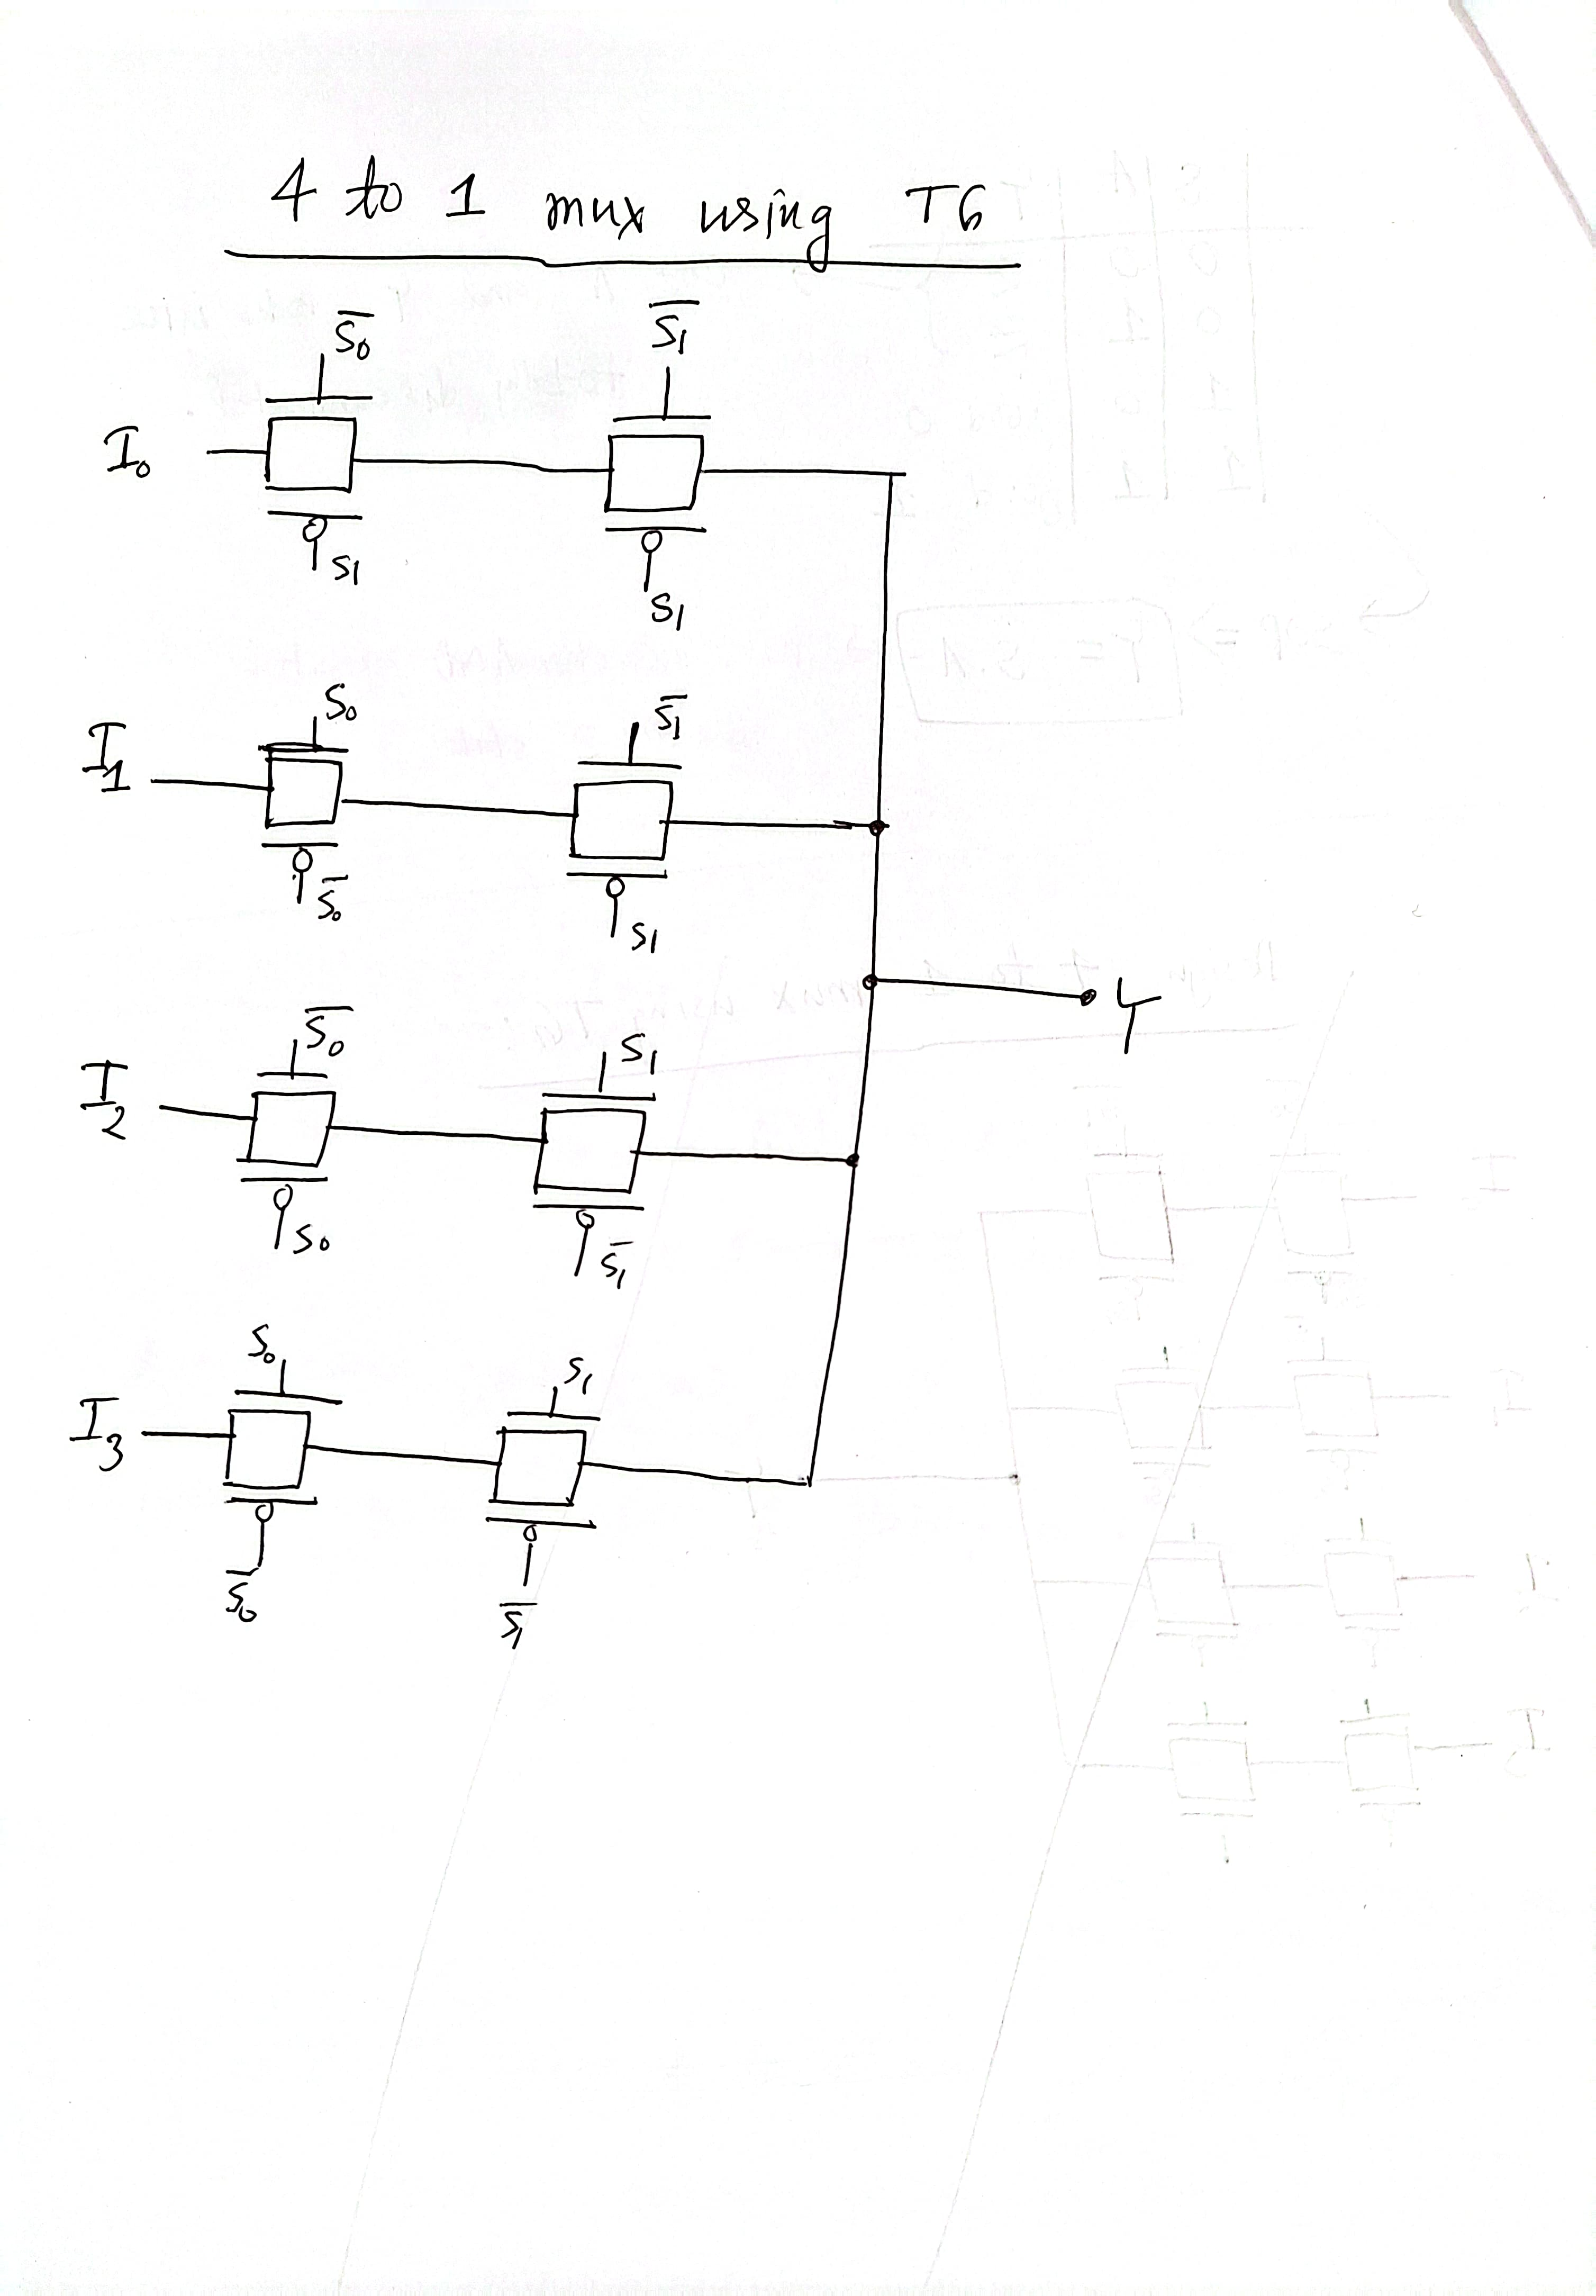 4 to 1 mux using TG
S̅₀ S̅₁
I₀
S₁ S₁
S₀ S̅₁
I₁
S̅₀ S₁
Y
S̅₀ S₁
I₂
S₀ S̅₁
S₀ S₁
I₃
S̅₀ S̅₁